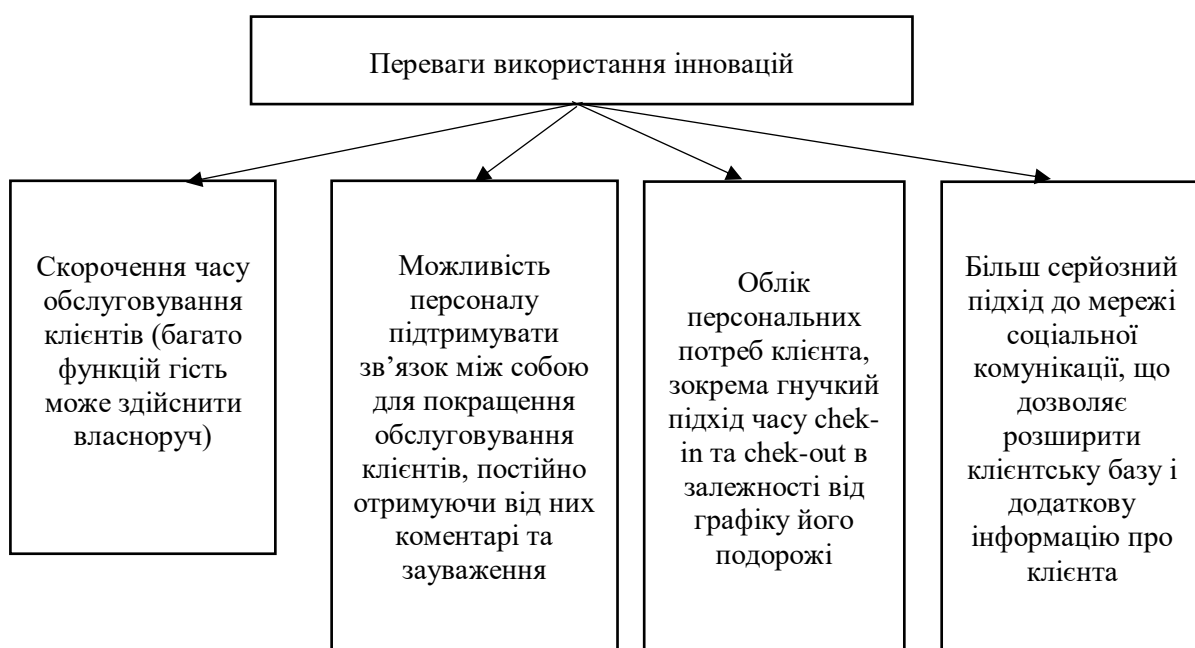 Переваги використання інновацій
Скорочення часу
обслуговування
клієнтів (багато
функцій гість
може здійснити
власноруч)
Можливість
персоналу
підтримувати
зв’язок між собою
для покращення
обслуговування
клієнтів, постійно
отримуючи від них
коментарі та
зауваження
Облік
персональних
потреб клієнта,
зокрема гнучкий
підхід часу chek-
in та chek-out в
залежності від
графіку його
подорожі
Більш серйозний
підхід до мережі
соціальної
комунікації, що
дозволяє
розширити
клієнтську базу і
додаткову
інформацію про
клієнта